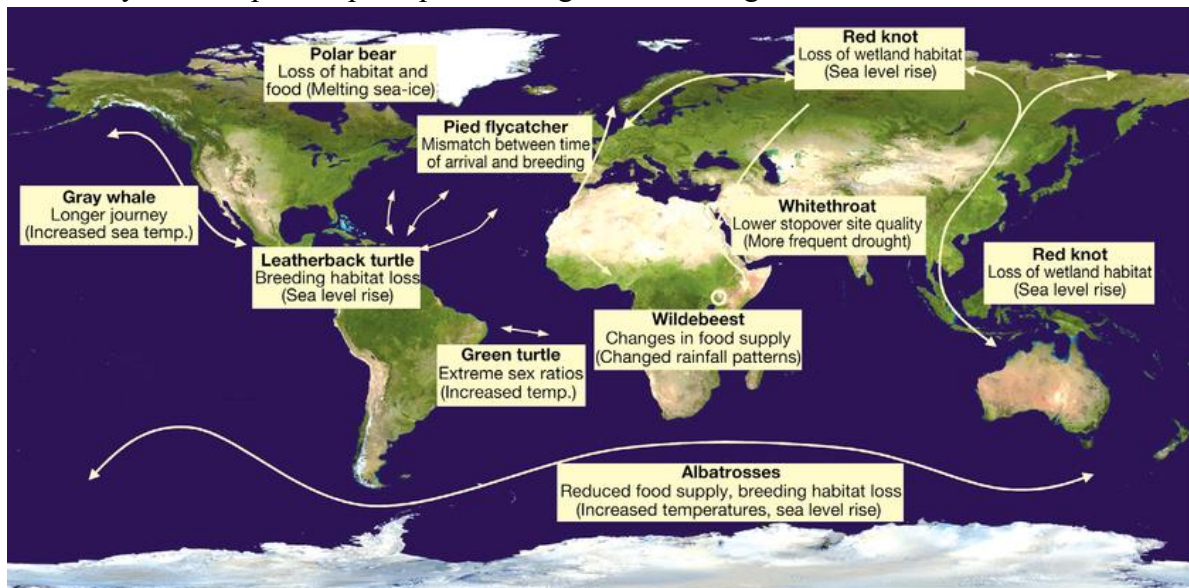 Polar bear
Loss of habitat and
food (Melting sea-ice)
Red knot
Loss of wetland habitat
(Sea level rise)
Pied flycatcher
Mismatch between time
of arrival and breeding
Gray whale
Longer journey
(Increased sea temp.)
Whitethroat
Lower stopover site quality
(More frequent drought)
Leatherback turtle
Breeding habitat loss
(Sea level rise)
Red knot
Loss of wetland habitat
(Sea level rise)
Wildebeest
Changes in food supply
(Changed rainfall patterns)
Green turtle
Extreme sex ratios
(Increased temp.)
Albatrosses
Reduced food supply, breeding habitat loss
(Increased temperatures, sea level rise)